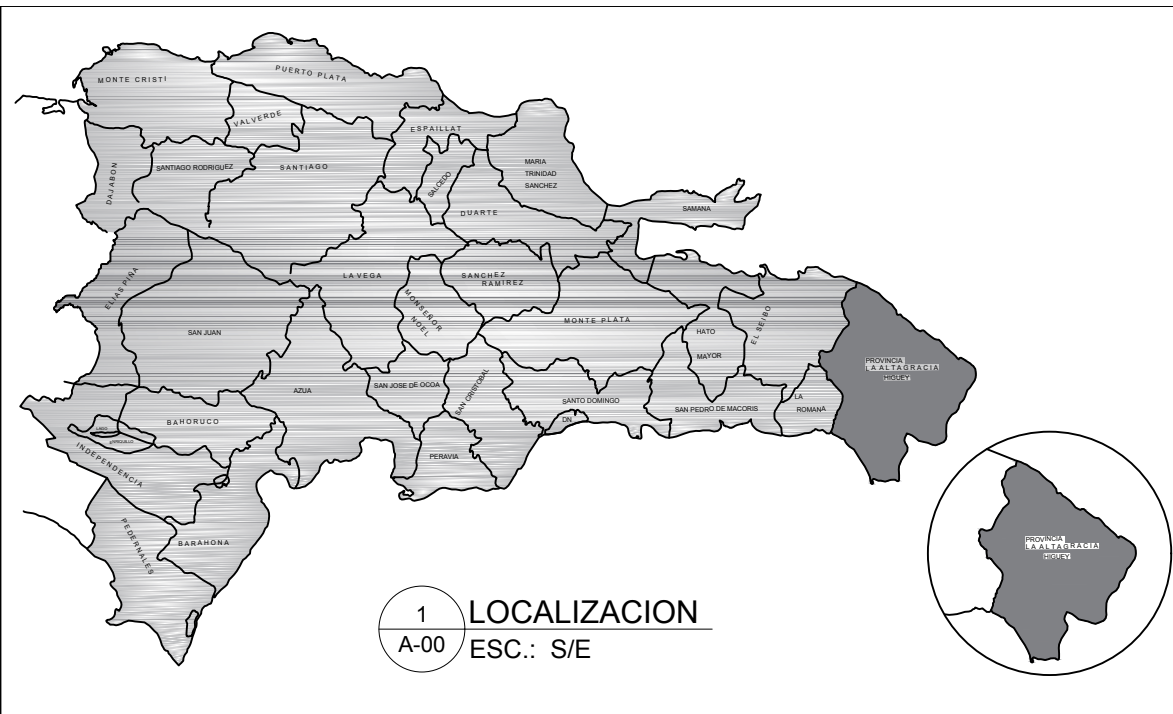 MONTE CRISTI
PUERTO PLATA
VALVERDE
ESPAILLAT
DAJABON
SANTIAGO RODRIGUEZ
SANTIAGO
SALCEDO
MARIA
TRINIDAD
SANCHEZ
DUARTE
SAMANA
ELIAS PIÑA
LA VEGA
SANCHEZ
RAMIREZ
MONSEÑOR
NOEL
SAN JUAN
MONTE PLATA
HATO
MAYOR
EL SEIBO
PROVINCIA
LA ALTAGRACIA
HIGUEY
AZUA
SAN JOSE DE OCOA
SAN CRISTOBAL
SANTO DOMINGO
DN
SAN PEDRO DE MACORIS
LA
ROMANA
BAHORUCO
LAGO
ENRIQUILLO
INDEPENDENCIA
PERAVIA
PEDERNALES
BARAHONA
PROVINCIA
LA ALTAGRACIA
HIGUEY
1
A-00
LOCALIZACION
ESC.: S/E